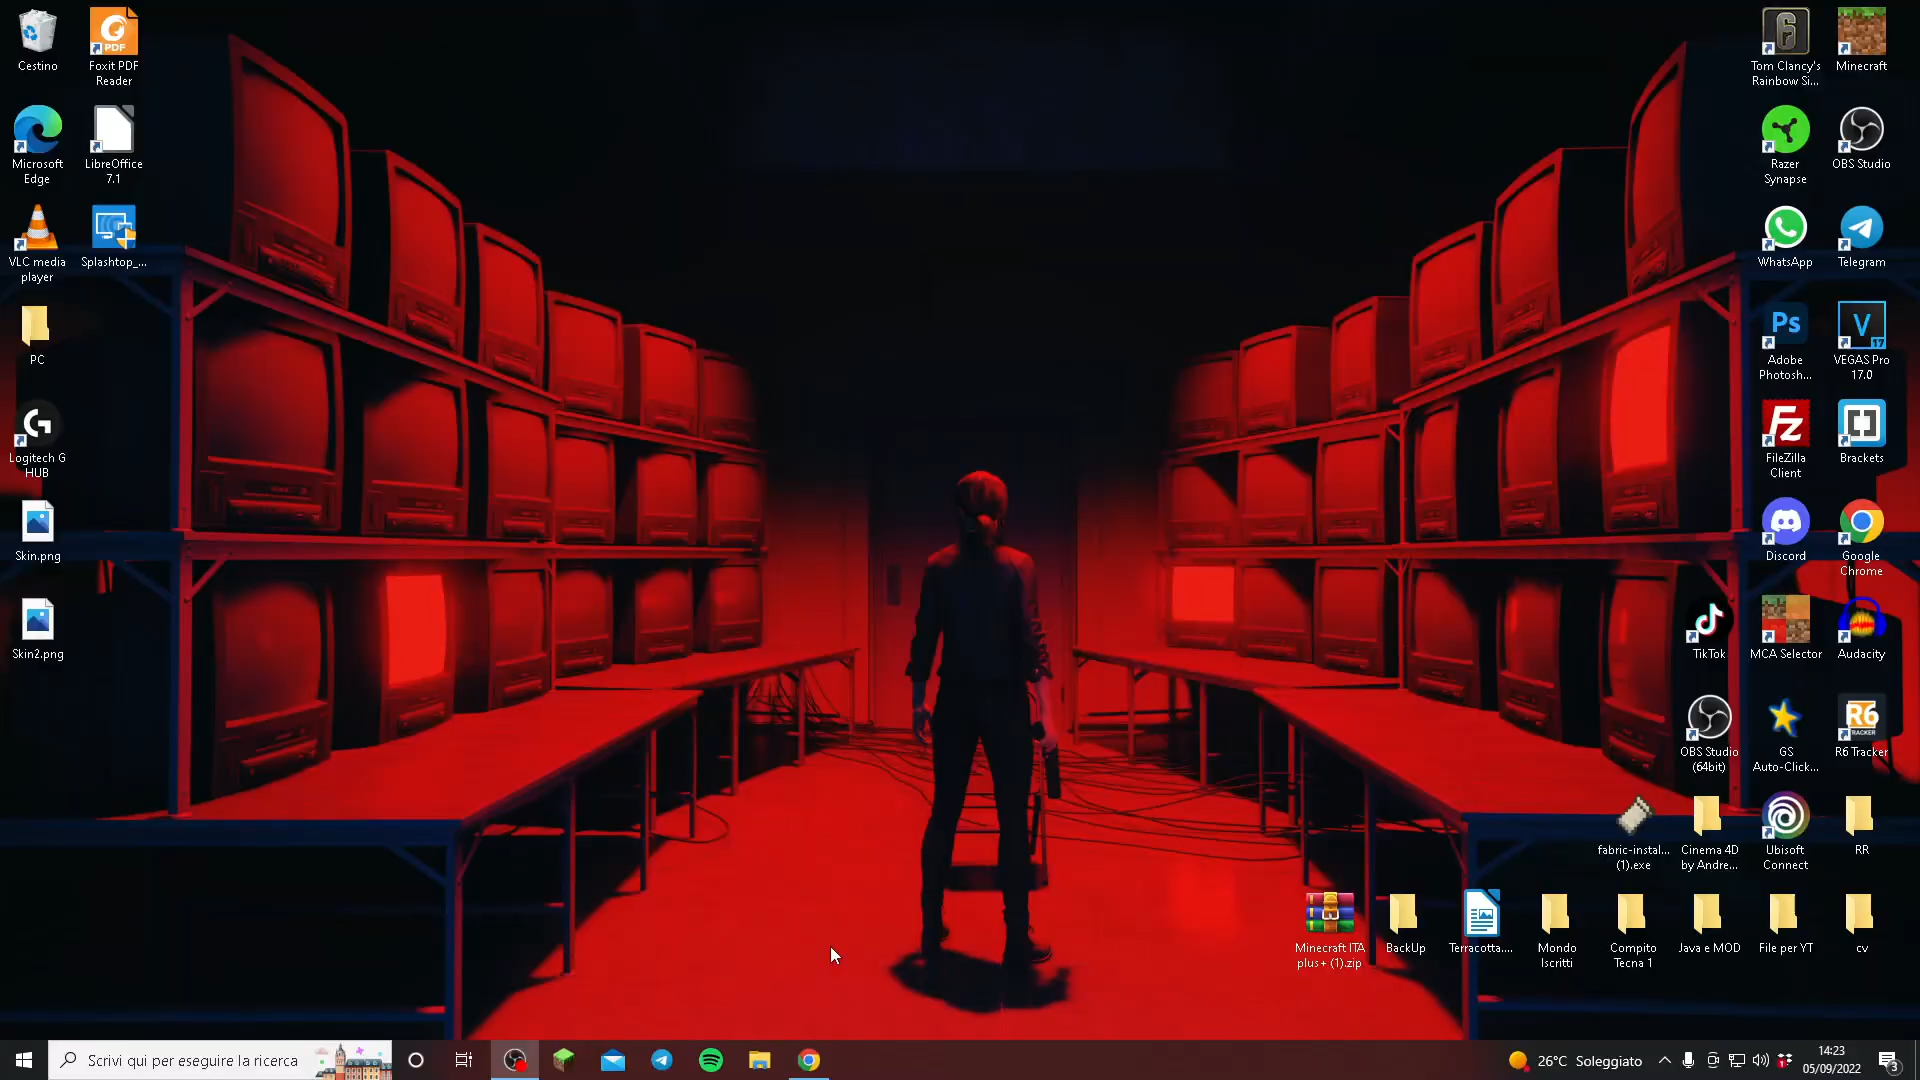 Cestino
Foxit PDF
Reader
Microsoft
Edge
LibreOffice
7.1
VLC media
player
Splashtop_...
PC
Logitech G
HUB
Skin.png
Skin2.png
Tom Clancy's
Rainbow Si...
Minecraft
Razer
Synapse
OBS Studio
WhatsApp
Telegram
Adobe
Photosh...
VEGAS Pro
17.0
FileZilla
Client
Brackets
Discord
Google
Chrome
TikTok
MCA Selector
Audacity
OBS Studio
(64bit)
GS
Auto-Click...
R6 Tracker
fabric-instal...
(1).exe
Cinema 4D
by Andre...
Ubisoft
Connect
RR
Minecraft ITA
plus+ (1).zip
BackUp
Terracotta....
Mondo
Iscritti
Compito
Tecna 1
Java e MOD
File per YT
cv
Scrivi qui per eseguire la ricerca
26°C Soleggiato
14:23
05/09/2022
3